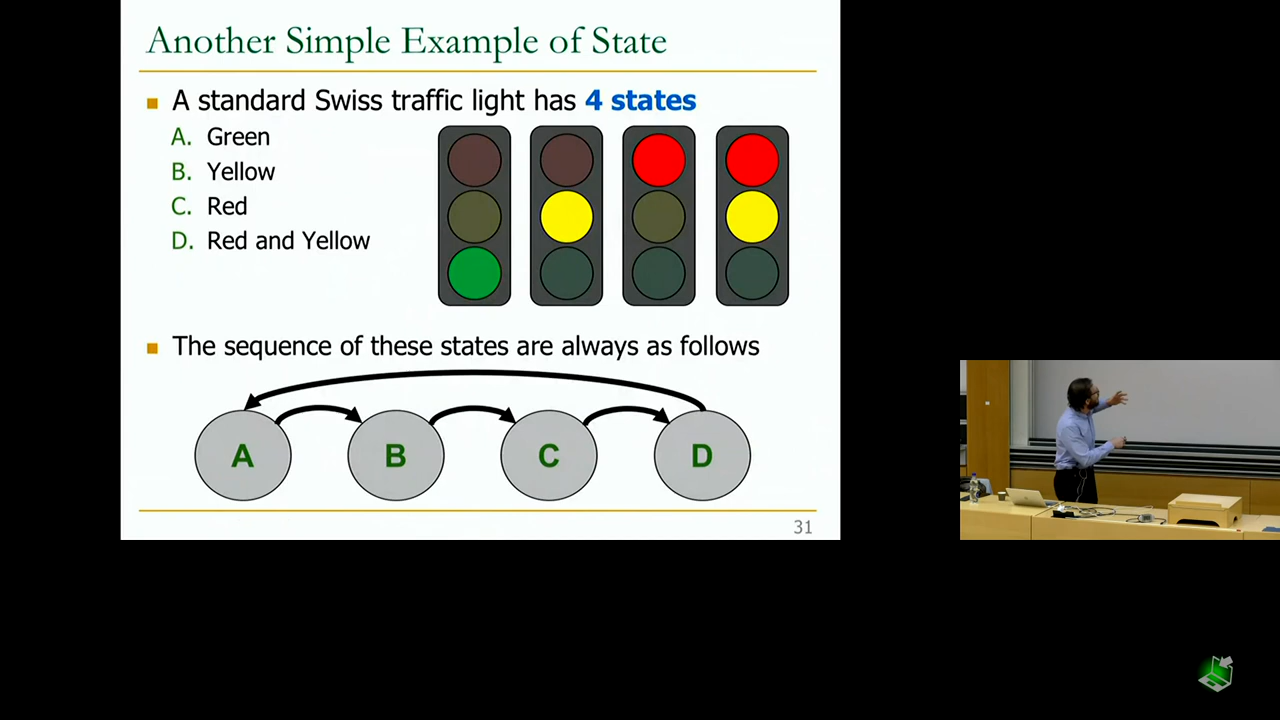 Another Simple Example of State
A standard Swiss traffic light has 4 states
A. Green
B. Yellow
C. Red
D. Red and Yellow
The sequence of these states are always as follows
A B C D
31